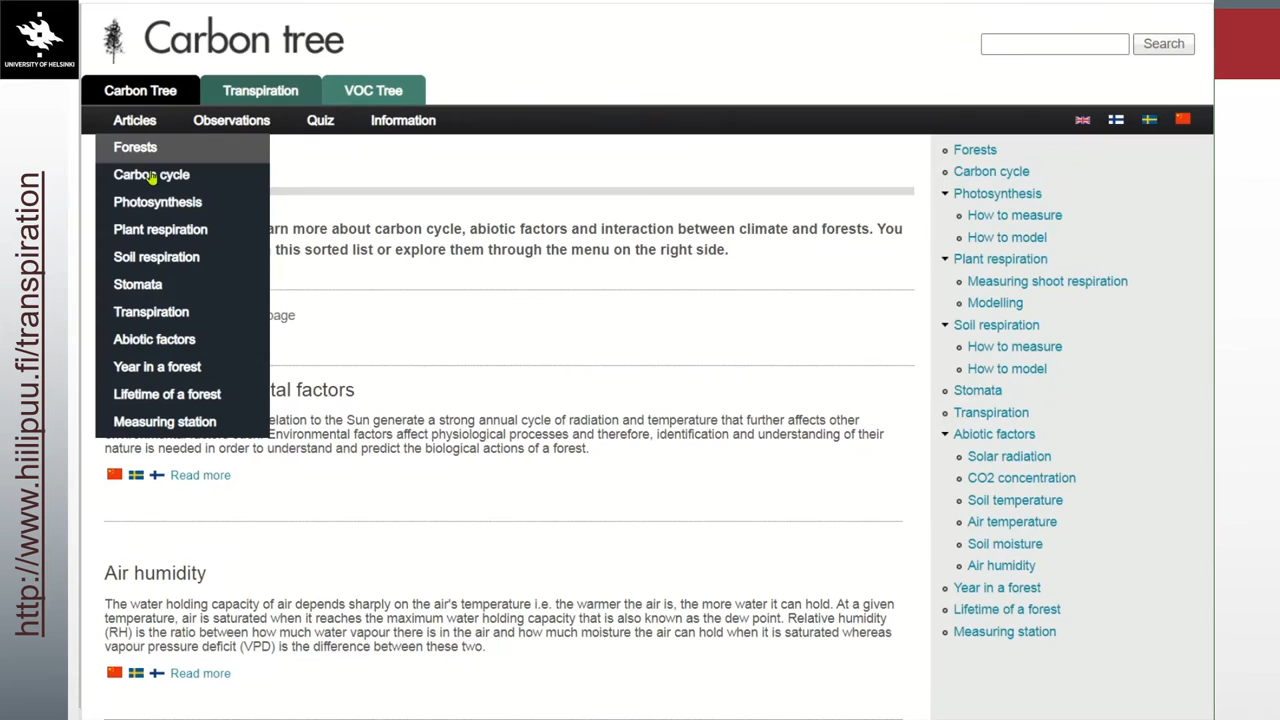 UNIVERSITY OF HELSINKI
http://www.hiilipuu.fi/transpiration
Carbon tree
Search
Carbon Tree
Transpiration
VOC Tree
Articles
Observations
Quiz
Information
Forests
Carbon cycle
Photosynthesis
Plant respiration
Soil respiration
Stomata
Transpiration
Abiotic factors
Year in a forest
Lifetime of a forest
Measuring station
arn more about carbon cycle, abiotic factors and interaction between climate and forests. You
this sorted list or explore them through the menu on the right side.
page
tal factors
elation to the Sun generate a strong annual cycle of radiation and temperature that further affects other
Environmental factors affect physiological processes and therefore, identification and understanding of their
nature is needed in order to understand and predict the biological actions of a forest.
Read more
Air humidity
The water holding capacity of air depends sharply on the air's temperature i.e. the warmer the air is, the more water it can hold. At a given
temperature, air is saturated when it reaches the maximum water holding capacity that is also known as the dew point. Relative humidity
(RH) is the ratio between how much water vapour there is in the air and how much moisture the air can hold when it is saturated whereas
vapour pressure deficit (VPD) is the difference between these two.
Read more
Forests
Carbon cycle
Photosynthesis
How to measure
How to model
Plant respiration
Measuring shoot respiration
Modelling
Soil respiration
How to measure
How to model
Stomata
Transpiration
Abiotic factors
Solar radiation
CO2 concentration
Soil temperature
Air temperature
Soil moisture
Air humidity
Year in a forest
Lifetime of a forest
Measuring station